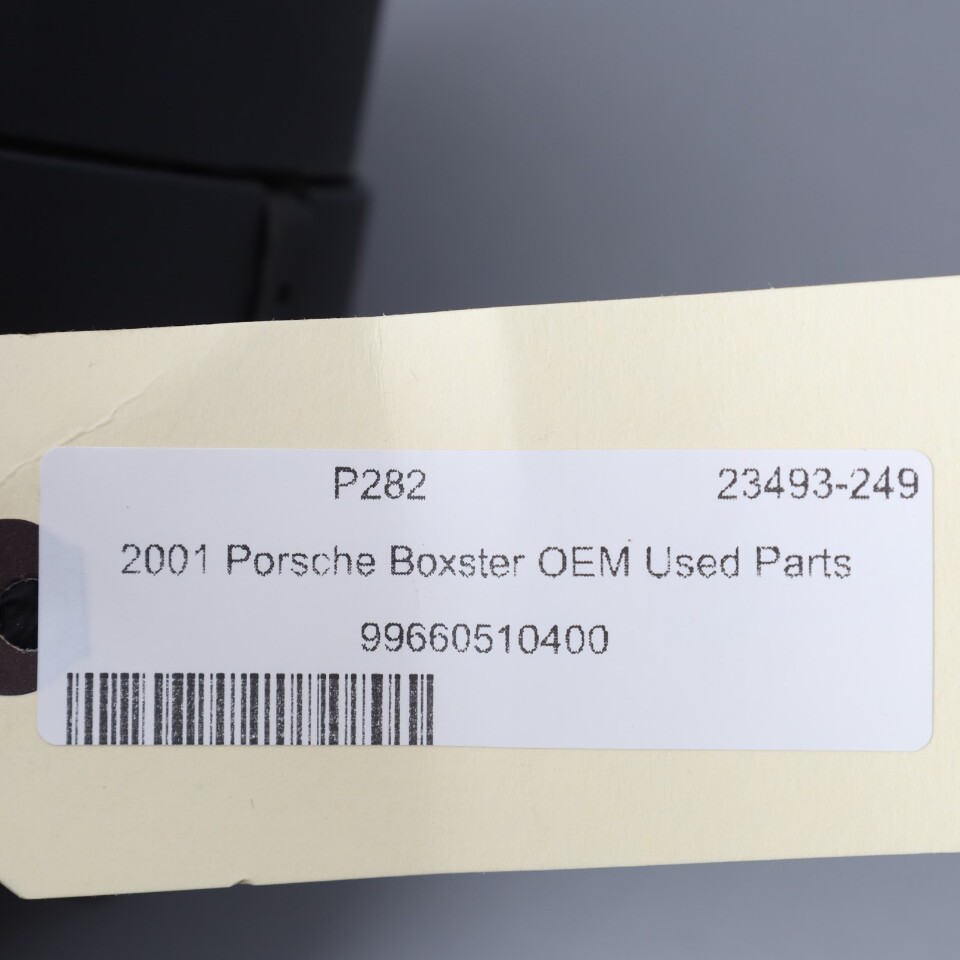 P282 23493-249
2001 Porsche Boxster OEM Used Parts
99660510400